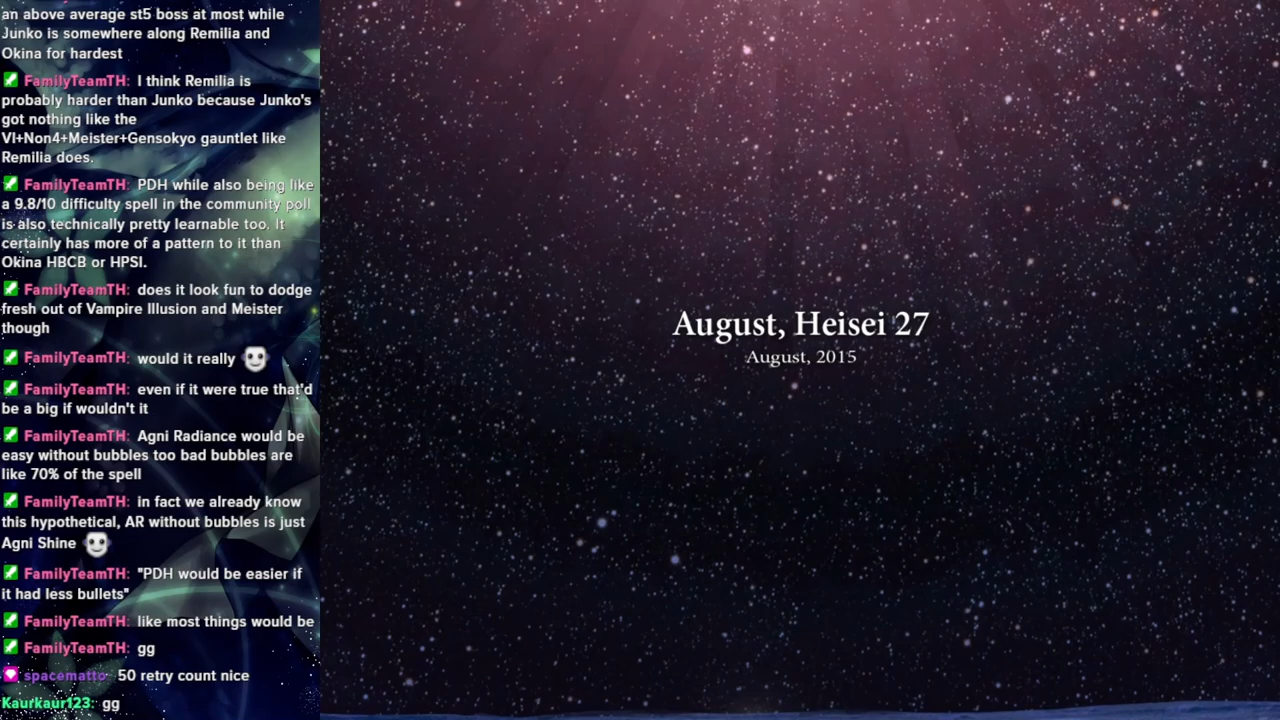 an above average st5 boss at most while
Junko is somewhere along Remilia and
Okina for hardest
FamilyTeamTH: I think Remilia is
probably harder than Junko because Junko's
got nothing like the
VI+Non4+Meister+Gensokyo gauntlet like
Remilia does.
FamilyTeamTH: PDH while also being like
a 9.8/10 difficulty spell in the community poll
is also technically pretty learnable too. It
certainly has more of a pattern to it than
Okina HBCB or HPSI.
FamilyTeamTH: does it look fun to dodge
fresh out of Vampire Illusion and Meister
though
FamilyTeamTH: would it really
FamilyTeamTH: even if it were true that'd
be a big if wouldn't it
FamilyTeamTH: Agni Radiance would be
easy without bubbles too bad bubbles are
like 70% of the spell
FamilyTeamTH: in fact we already know
this hypothetical, AR without bubbles is just
Agni Shine
FamilyTeamTH: "PDH would be easier if
it had less bullets"
FamilyTeamTH: like most things would be
FamilyTeamTH: gg
spacematto: 50 retry count nice
Kaurkaur123: gg
August, Heisei 27
August, 2015